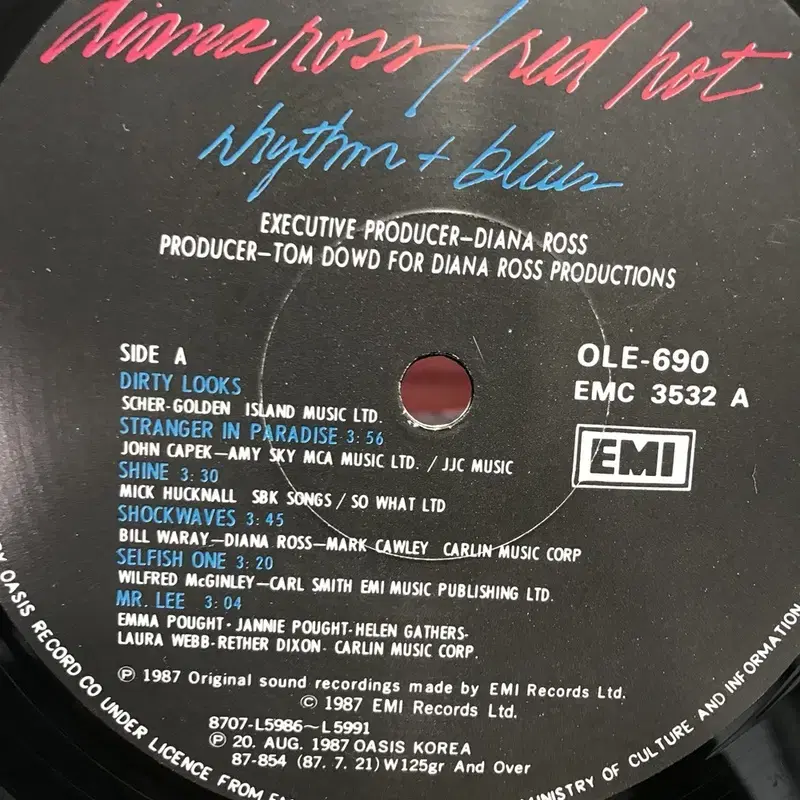 diana ross / red hot
rhythm + blues
EXECUTIVE PRODUCER–DIANA ROSS
PRODUCER–TOM DOWD FOR DIANA ROSS PRODUCTIONS
SIDE A
DIRTY LOOKS
SCHER-GOLDEN ISLAND MUSIC LTD.
STRANGER IN PARADISE 3:56
JOHN CAPEK–AMY SKY MCA MUSIC LTD. / JJC MUSIC
SHINE 3:30
MICK HUCKNALL SBK SONGS / SO WHAT LTD
SHOCKWAVES 3:45
BILL WARAY–DIANA ROSS–MARK CAWLEY CARLIN MUSIC CORP
SELFISH ONE 3:20
WILFRED McGINLEY–CARL SMITH EMI MUSIC PUBLISHING LTD.
MR. LEE 3:04
EMMA POUGHT· JANNIE POUGHT·HELEN GATHERS·
LAURA WEBB·RETHER DIXON· CARLIN MUSIC CORP.
OLE-690
EMC 3532 A
EMI
℗ 1987 Original sound recordings made by EMI Records Ltd.
© 1987 EMI Records Ltd.
8707-L5986~L5991
℗ 20. AUG. 1987 OASIS KOREA
87-854 (87. 7. 21) W125gr And Over
OASIS RECORD CO UNDER LICENCE FROM
MINISTRY OF CULTURE AND INFORMATION